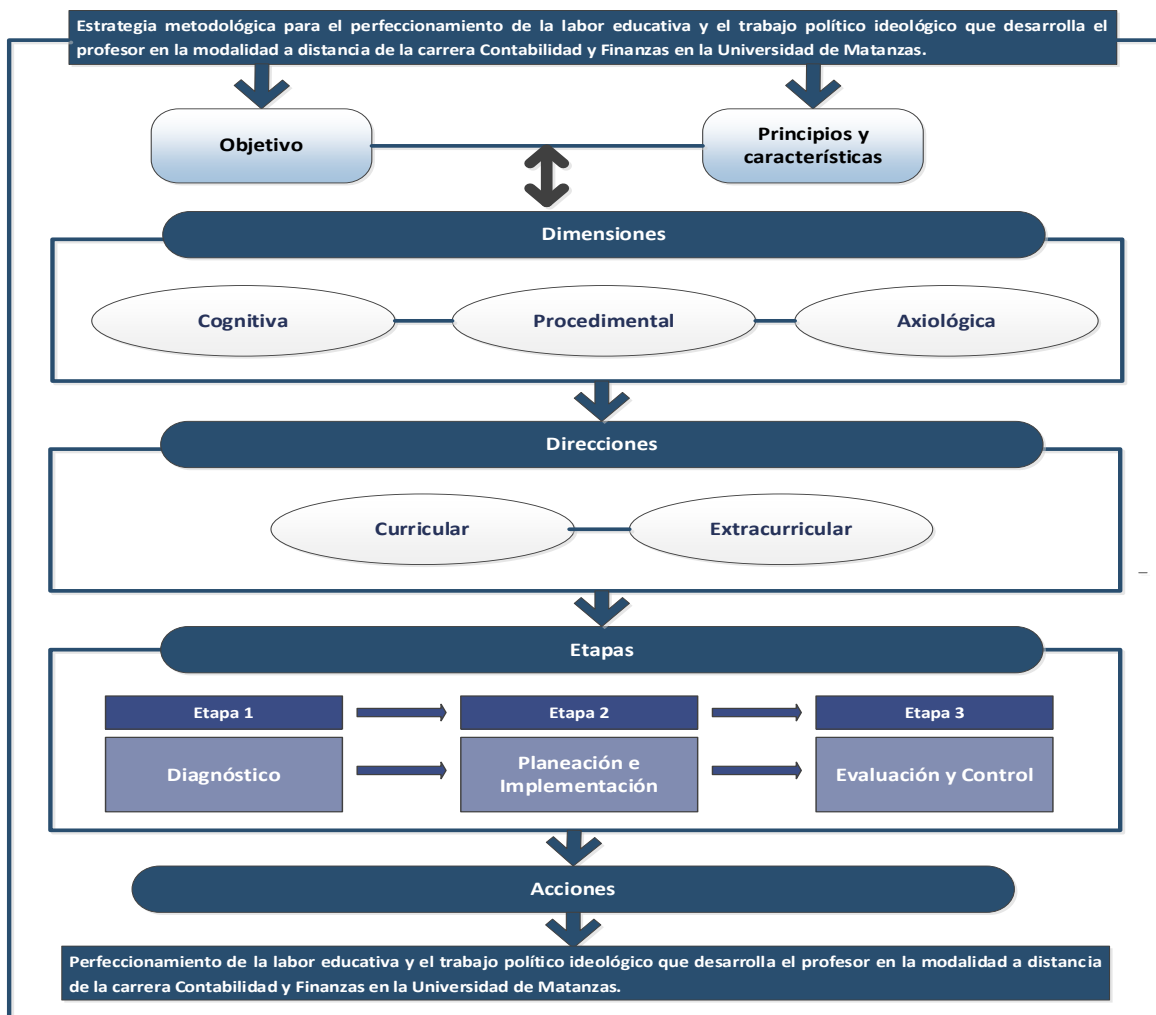 Estrategia metodológica para el perfeccionamiento de la labor educativa y el trabajo político ideológico que desarrolla el
profesor en la modalidad a distancia de la carrera Contabilidad y Finanzas en la Universidad de Matanzas.
Objetivo
Principios y
características
Dimensiones
Cognitiva
Procedimental
Axiológica
Direcciones
Curricular
Extracurricular
Etapas
Etapa 1
Etapa 2
Etapa 3
Diagnóstico
Planeación e
Implementación
Evaluación y Control
Acciones
Perfeccionamiento de la labor educativa y el trabajo político ideológico que desarrolla el profesor en la modalidad a distancia
de la carrera Contabilidad y Finanzas en la Universidad de Matanzas.